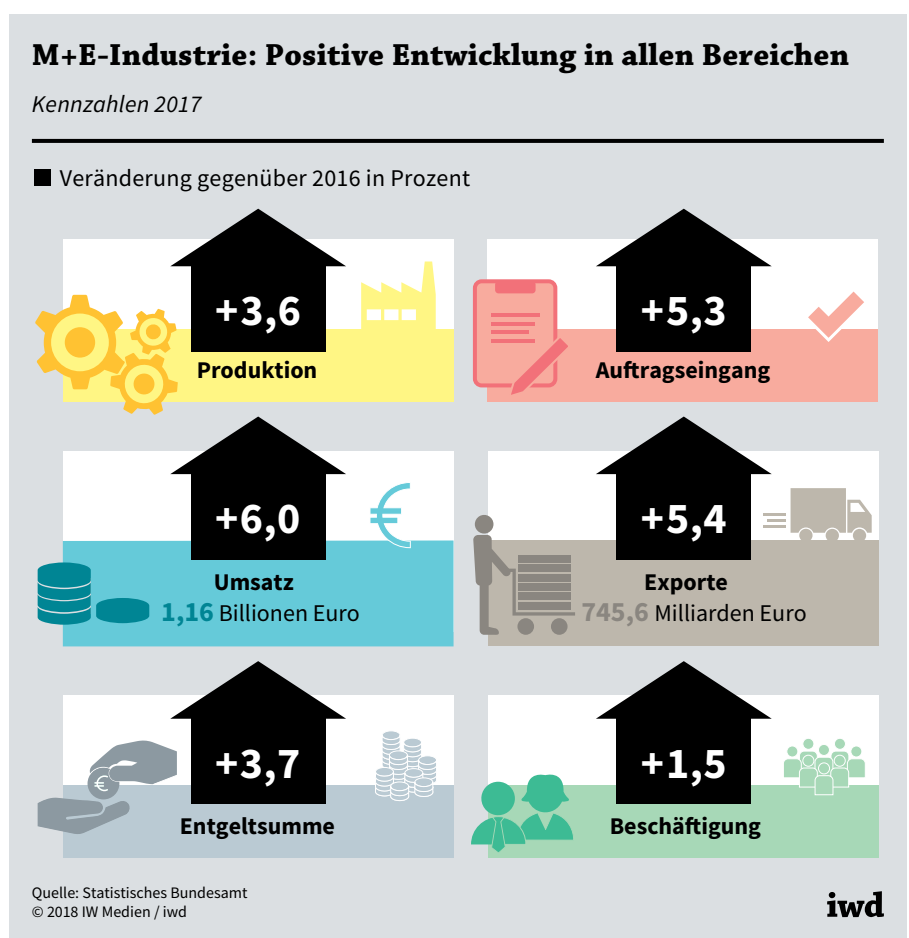 M+E-Industrie: Positive Entwicklung in allen Bereichen
Kennzahlen 2017
Veränderung gegenüber 2016 in Prozent
+3,6
Produktion
+5,3
Auftragseingang
+6,0
€
Umsatz
1,16 Billionen Euro
+5,4
Exporte
745,6 Milliarden Euro
+3,7
€
Entgeltsumme
+1,5
Beschäftigung
Quelle: Statistisches Bundesamt
© 2018 IW Medien / iwd
iwd